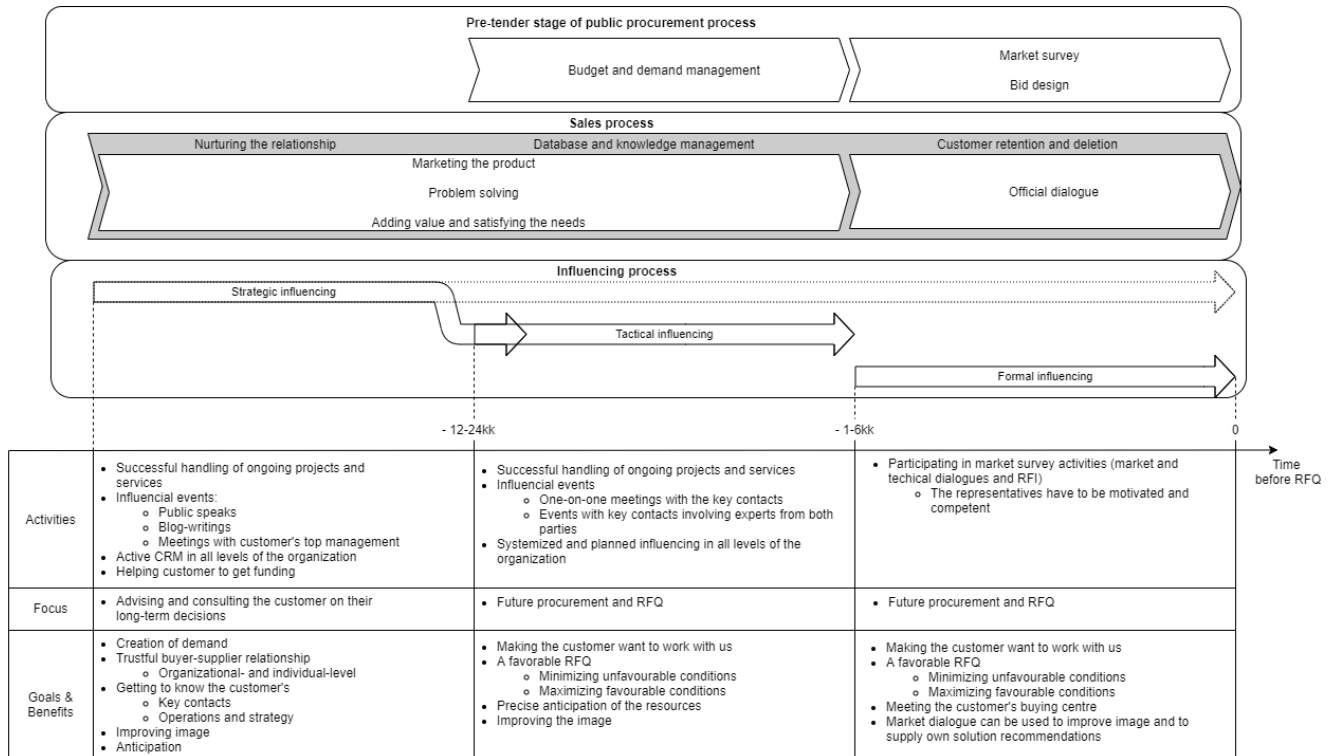 Pre-tender stage of public procurement process
Budget and demand management
Market survey
Bid design
Sales process
Nurturing the relationship
Database and knowledge management
Customer retention and deletion
Marketing the product
Problem solving
Adding value and satisfying the needs
Official dialogue
Influencing process
Strategic influencing
Tactical influencing
Formal influencing
- 12-24kk
- 1-6kk
0
Time
before RFQ
Activities
• Successful handling of ongoing projects and
services
• Influencial events:
○ Public speaks
○ Blog-writings
○ Meetings with customer's top management
• Active CRM in all levels of the organization
• Helping customer to get funding
• Successful handling of ongoing projects and services
• Influencial events
○ One-on-one meetings with the key contacts
○ Events with key contacts involving experts from both
parties
• Systemized and planned influencing in all levels of the
organization
• Participating in market survey activities (market and
techical dialogues and RFI)
○ The representatives have to be motivated and
competent
Focus
• Advising and consulting the customer on their
long-term decisions
• Future procurement and RFQ
• Future procurement and RFQ
Goals &
Benefits
• Creation of demand
• Trustful buyer-supplier relationship
○ Organizational- and individual-level
• Getting to know the customer's
○ Key contacts
○ Operations and strategy
• Improving image
• Anticipation
• Making the customer want to work with us
• A favorable RFQ
○ Minimizing unfavourable conditions
○ Maximizing favourable conditions
• Precise anticipation of the resources
• Improving the image
• Making the customer want to work with us
• A favorable RFQ
○ Minimizing unfavourable conditions
○ Maximizing favourable conditions
• Meeting the customer's buying centre
• Market dialogue can be used to improve image and to
supply own solution recommendations